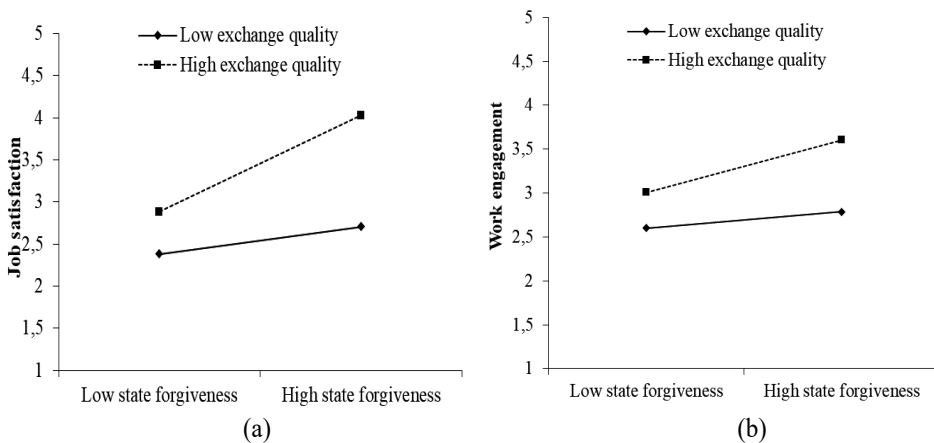 5
Low exchange quality
4,5
High exchange quality
4
3,5
3
2,5
2
1,5
1
Job satisfaction
Low state forgiveness
High state forgiveness
(a)
5
Low exchange quality
4,5
High exchange quality
4
3,5
3
2,5
2
1,5
1
Work engagement
Low state forgiveness
High state forgiveness
(b)